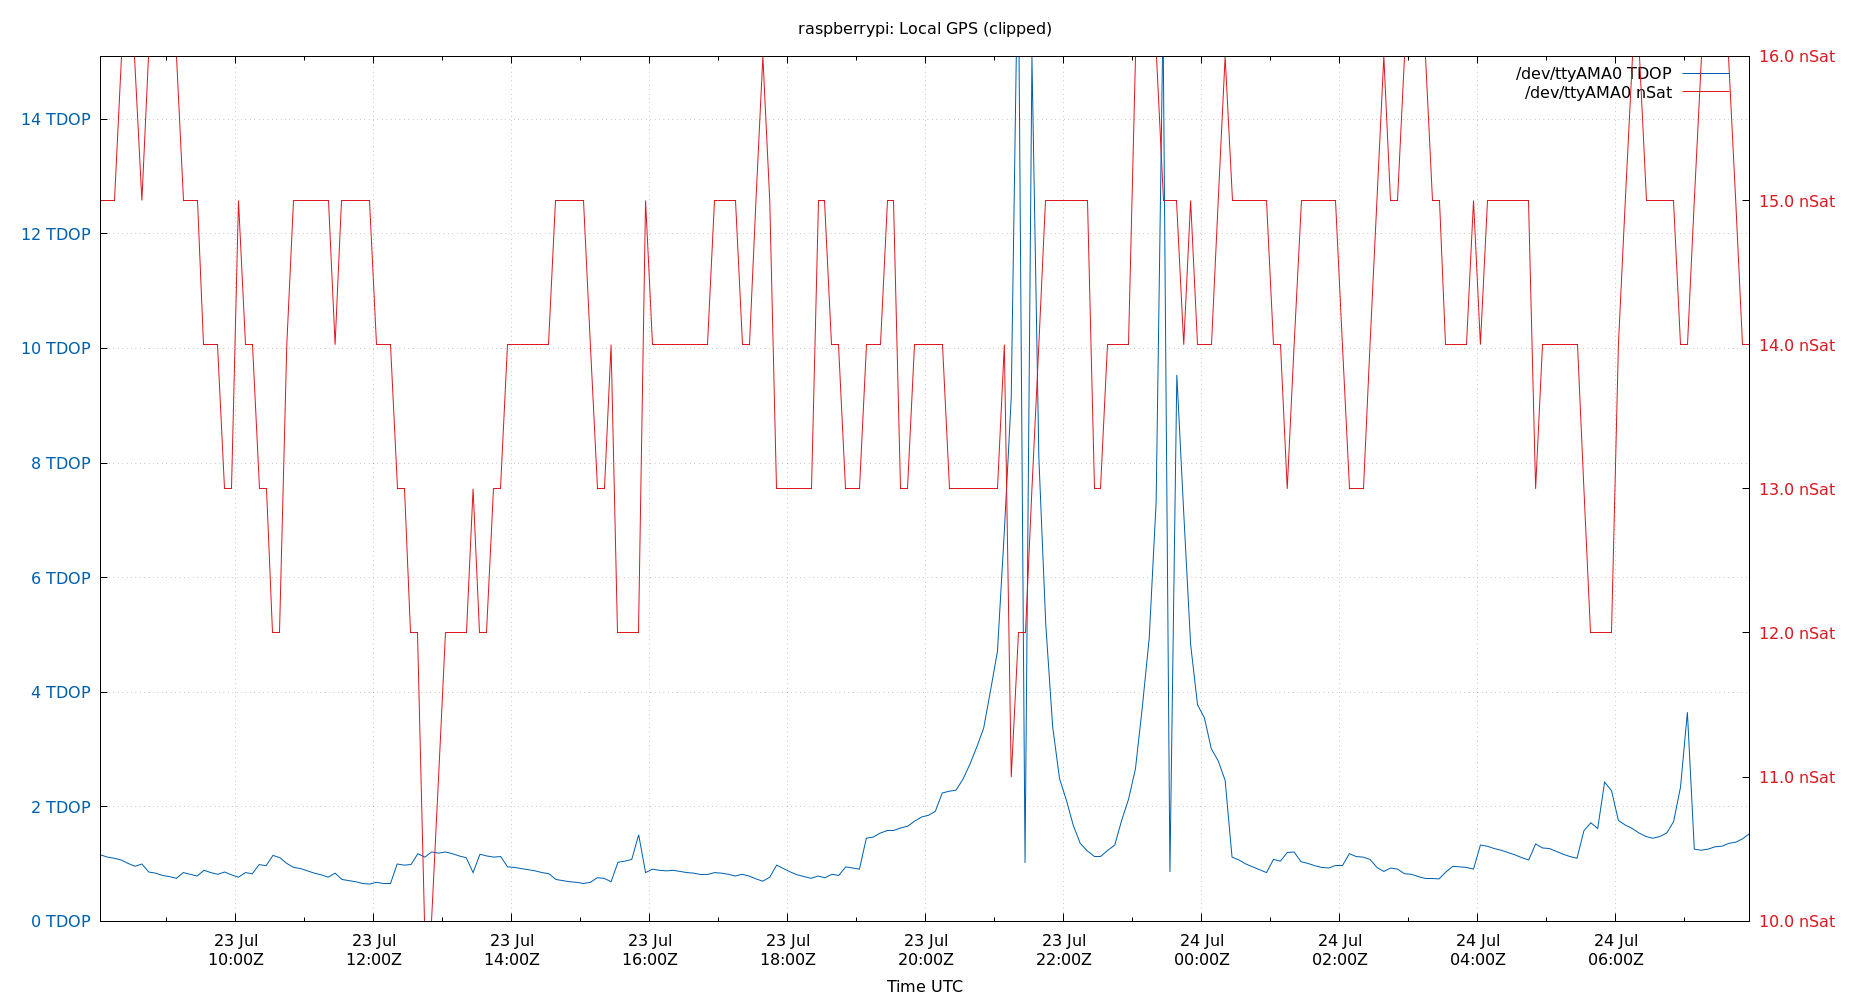 raspberrypi: Local GPS (clipped)
/dev/ttyAMA0 TDOP
/dev/ttyAMA0 nSat
14 TDOP
12 TDOP
10 TDOP
8 TDOP
6 TDOP
4 TDOP
2 TDOP
0 TDOP
16.0 nSat
15.0 nSat
14.0 nSat
13.0 nSat
12.0 nSat
11.0 nSat
10.0 nSat
23 Jul
10:00Z
23 Jul
12:00Z
23 Jul
14:00Z
23 Jul
16:00Z
23 Jul
18:00Z
23 Jul
20:00Z
23 Jul
22:00Z
24 Jul
00:00Z
24 Jul
02:00Z
24 Jul
04:00Z
24 Jul
06:00Z
Time UTC